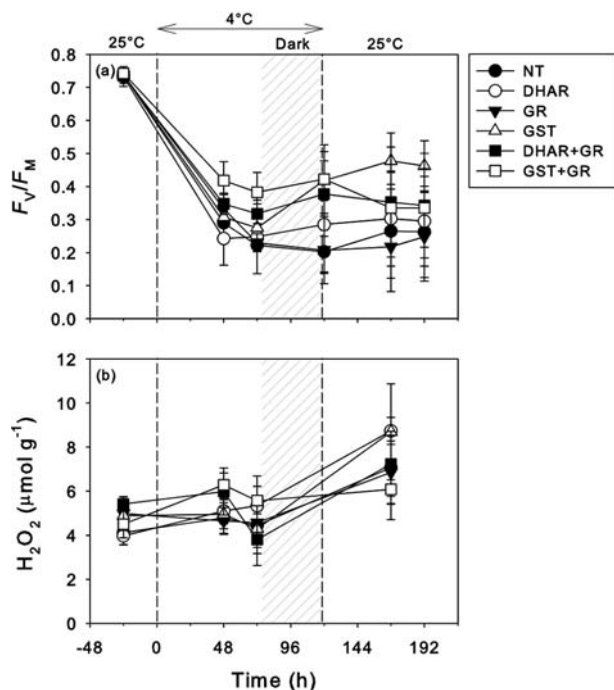 4°C
25°C Dark 25°C
0.8
(a)
0.7
0.6
0.5
0.4
0.3
0.2
0.1
0.0
F_V/F_M
NT
DHAR
GR
GST
DHAR+GR
GST+GR
12
(b)
10
8
6
4
2
0
H₂O₂ (μmol g⁻¹)
-48 0 48 96 144 192
Time (h)